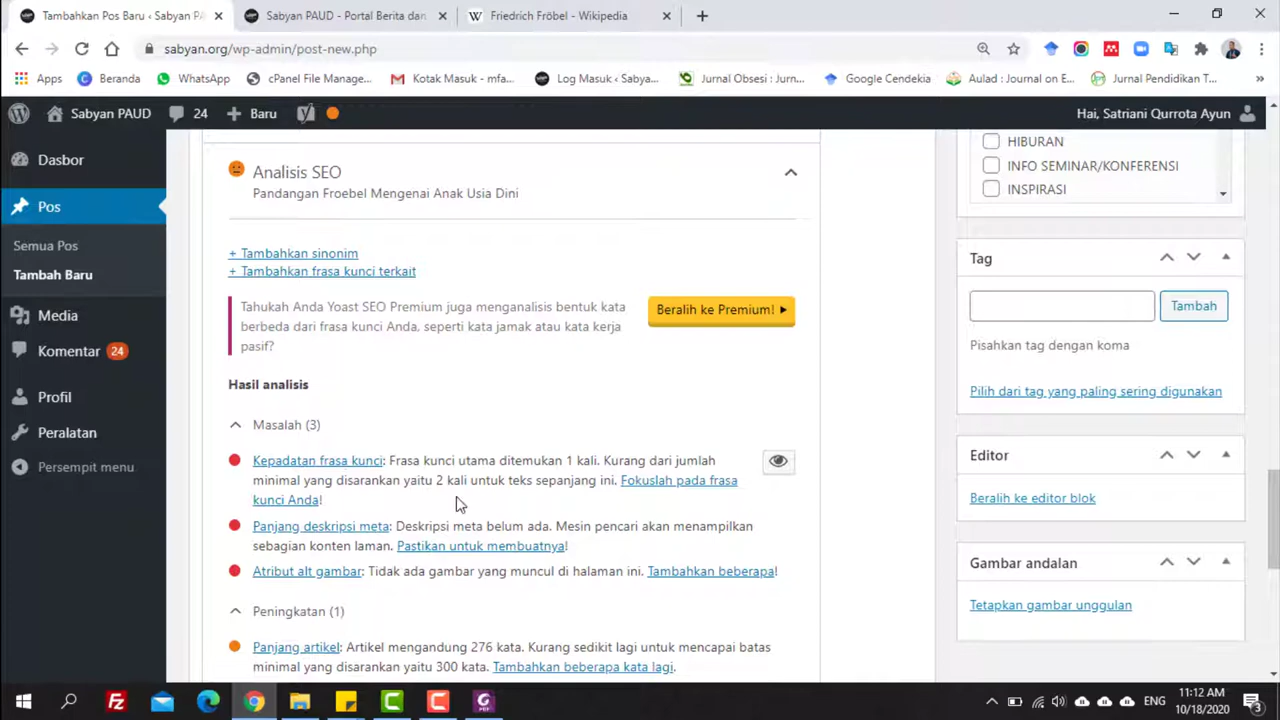 Tambahkan Pos Baru ‹ Sabyan PA
Sabyan PAUD - Portal Berita dan
Friedrich Fröbel - Wikipedia
sabyan.org/wp-admin/post-new.php
Apps
Beranda
WhatsApp
cPanel File Manage...
Kotak Masuk - mfa...
Log Masuk ‹ Sabya...
Jurnal Obsesi : Jurn...
Google Cendekia
Aulad : Journal on E...
Jurnal Pendidikan T...
Sabyan PAUD
24
Baru
Hai, Satriani Qurrota Ayun
Dasbor
Pos
Semua Pos
Tambah Baru
Media
Komentar 24
Profil
Peralatan
Persempit menu
Analisis SEO
Pandangan Froebel Mengenai Anak Usia Dini
+ Tambahkan sinonim
+ Tambahkan frasa kunci terkait
Tahukah Anda Yoast SEO Premium juga menganalisis bentuk kata
berbeda dari frasa kunci Anda, seperti kata jamak atau kata kerja
pasif?
Beralih ke Premium!
Hasil analisis
Masalah (3)
Kepadatan frasa kunci: Frasa kunci utama ditemukan 1 kali. Kurang dari jumlah
minimal yang disarankan yaitu 2 kali untuk teks sepanjang ini. Fokuslah pada frasa
kunci Anda!
Panjang deskripsi meta: Deskripsi meta belum ada. Mesin pencari akan menampilkan
sebagian konten laman. Pastikan untuk membuatnya!
Atribut alt gambar: Tidak ada gambar yang muncul di halaman ini. Tambahkan beberapa!
Peningkatan (1)
Panjang artikel: Artikel mengandung 276 kata. Kurang sedikit lagi untuk mencapai batas
minimal yang disarankan yaitu 300 kata. Tambahkan beberapa kata lagi.
HIBURAN
INFO SEMINAR/KONFERENSI
INSPIRASI
Tag
Tambah
Pisahkan tag dengan koma
Pilih dari tag yang paling sering digunakan
Editor
Beralih ke editor blok
Gambar andalan
Tetapkan gambar unggulan
ENG
11:12 AM
10/18/2020
3